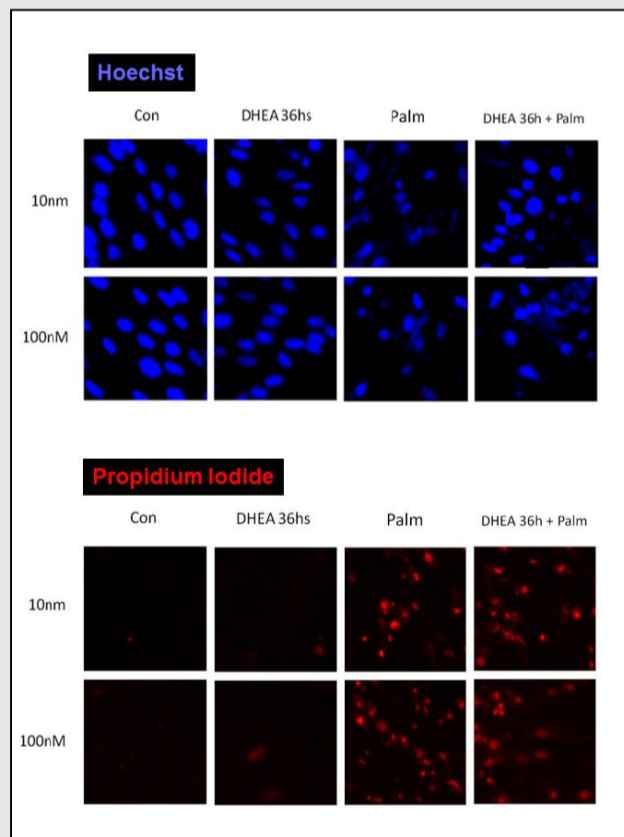 Hoechst
Con DHEA 36hs Palm DHEA 36h + Palm
10nm
100nM
Propidium Iodide
Con DHEA 36hs Palm DHEA 36h + Palm
10nm
100nM